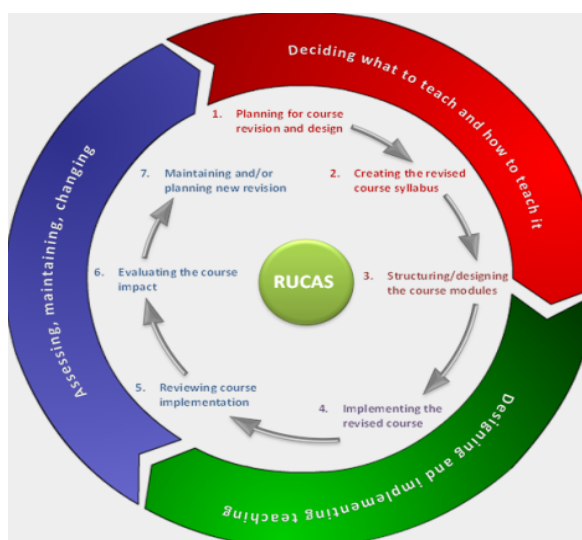 Deciding what to teach and how to teach it
1. Planning for course
revision and design
2. Creating the revised
course syllabus
3. Structuring/designing
the course modules
Designing and implementing teaching
4. Implementing the
revised course
5. Reviewing course
implementation
6. Evaluating the course
impact
7. Maintaining and/or
planning new revision
Assessing, maintaining, changing
RUCAS